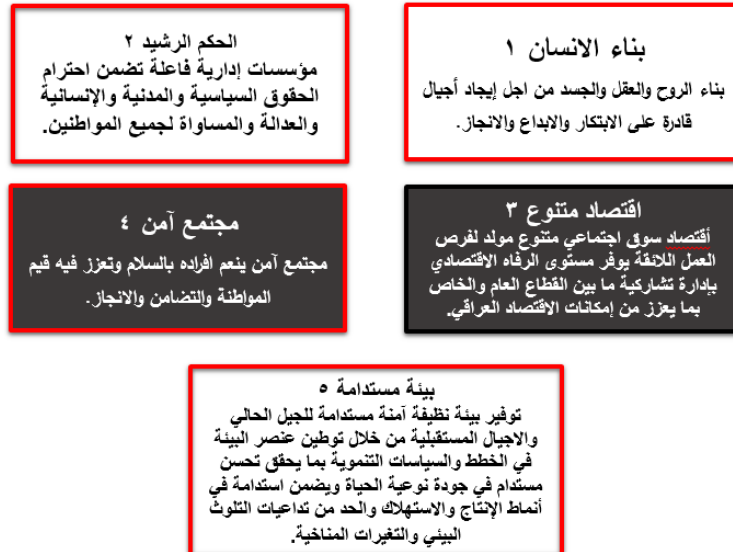 بناء الانسان ١
بناء الروح والعقل والجسد من اجل إيجاد أجيال
قادرة على الابتكار والابداع والانجاز.
الحكم الرشيد ٢
مؤسسات إدارية فاعلة تضمن احترام
الحقوق السياسية والمدنية والإنسانية
والعدالة والمساواة لجميع المواطنين.
اقتصاد متنوع ٣
أقتصاد سوق اجتماعي متنوع مولد لفرص
العمل اللائقة يوفر مستوى الرفاه الاقتصادي
بإدارة تشاركية ما بين القطاع العام والخاص
بما يعزز من إمكانات الاقتصاد العراقي.
مجتمع آمن ٤
مجتمع آمن ينعم افراده بالسلام وتعزز فيه قيم
المواطنة والتضامن والانجاز.
بيئة مستدامة ٥
توفير بيئة نظيفة آمنة مستدامة للجيل الحالي
والاجيال المستقبلية من خلال توطين عنصر البيئة
في الخطط والسياسات التنموية بما يحقق تحسن
مستدام في جودة نوعية الحياة ويضمن استدامة في
أنماط الإنتاج والاستهلاك والحد من تداعيات التلوث
البيئي والتغيرات المناخية.